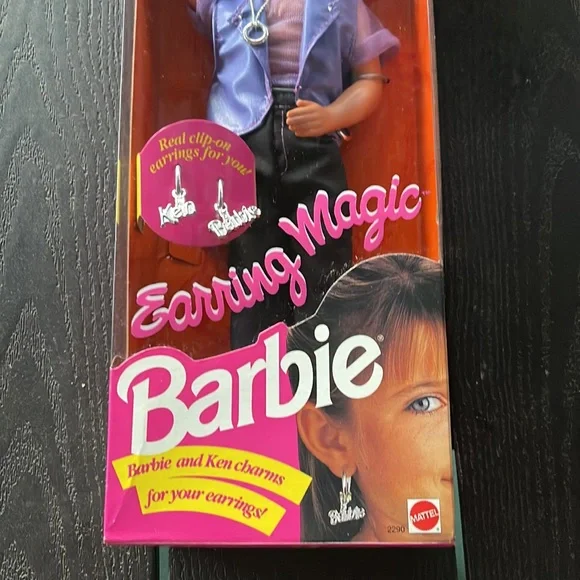 Real clip-on
earrings for you!
Ken
Barbie
Earring Magic™
Barbie®
Barbie and Ken charms
for your earrings!
Barbie
2290
MATTEL